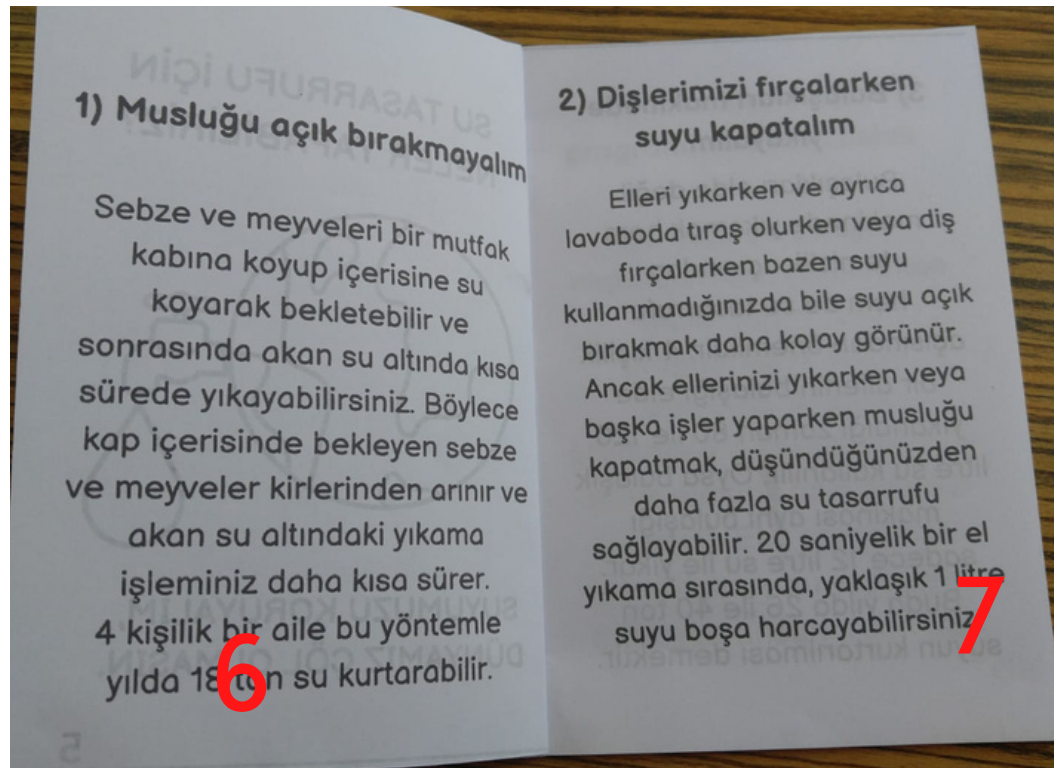 1) Musluğu açık bırakmayalım
Sebze ve meyveleri bir mutfak
kabına koyup içerisine su
koyarak bekletebilir ve
sonrasında akan su altında kısa
sürede yıkayabilirsiniz. Böylece
kap içerisinde bekleyen sebze
ve meyveler kirlerinden arınır ve
akan su altındaki yıkama
işleminiz daha kısa sürer.
4 kişilik bir aile bu yöntemle
yılda 18 ton su kurtarabilir.
6
5
2) Dişlerimizi fırçalarken
suyu kapatalım
Elleri yıkarken ve ayrıca
lavaboda tıraş olurken veya diş
fırçalarken bazen suyu
kullanmadığınızda bile suyu açık
bırakmak daha kolay görünür.
Ancak ellerinizi yıkarken veya
başka işler yaparken musluğu
kapatmak, düşündüğünüzden
daha fazla su tasarrufu
sağlayabilir. 20 saniyelik bir el
yıkama sırasında, yaklaşık 1 litre
suyu boşa harcayabilirsiniz
7